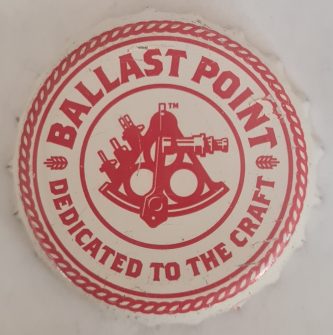 BALLAST POINT
™
DEDICATED TO THE CRAFT